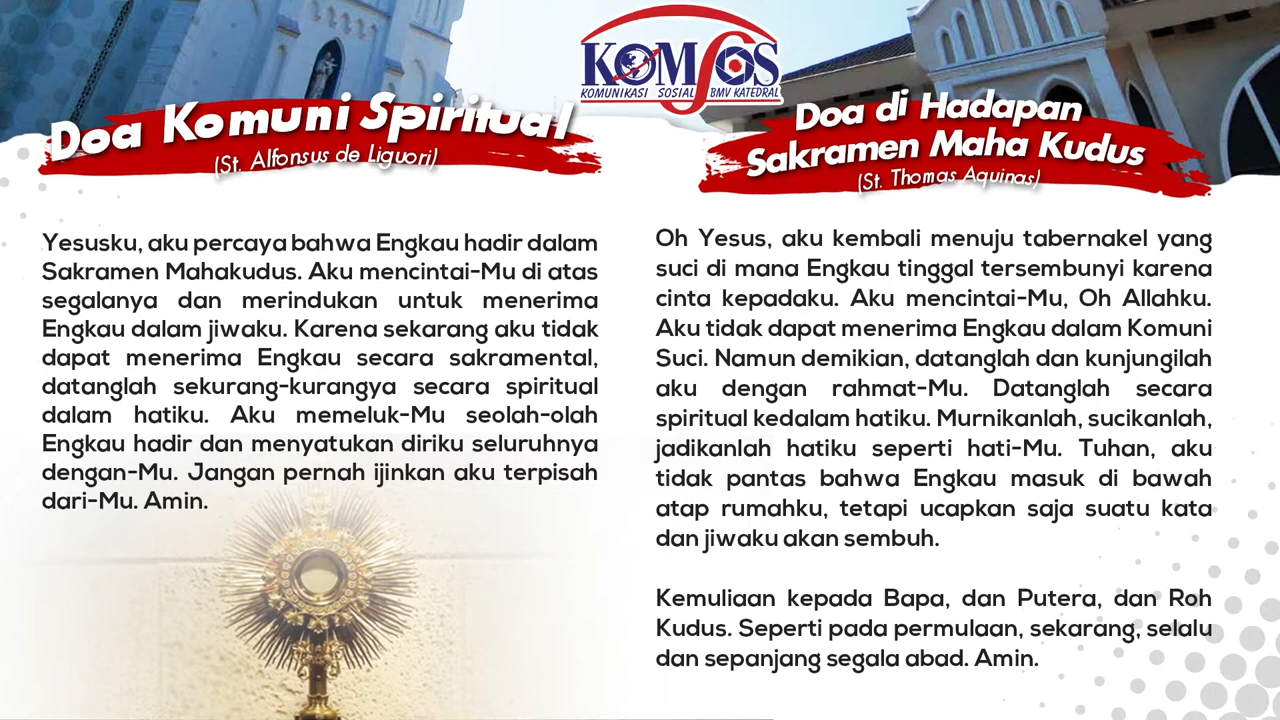 KOMSOS
KOMUNIKASI SOSIAL BMV KATEDRAL
Doa Komuni Spiritual
(St. Alfonsus de Liguori)
Yesusku, aku percaya bahwa Engkau hadir dalam
Sakramen Mahakudus. Aku mencintai-Mu di atas
segalanya dan merindukan untuk menerima
Engkau dalam jiwaku. Karena sekarang aku tidak
dapat menerima Engkau secara sakramental,
datanglah sekurang-kurangya secara spiritual
dalam hatiku. Aku memeluk-Mu seolah-olah
Engkau hadir dan menyatukan diriku seluruhnya
dengan-Mu. Jangan pernah ijinkan aku terpisah
dari-Mu. Amin.
Doa di Hadapan
Sakramen Maha Kudus
(St. Thomas Aquinas)
Oh Yesus, aku kembali menuju tabernakel yang
suci di mana Engkau tinggal tersembunyi karena
cinta kepadaku. Aku mencintai-Mu, Oh Allahku.
Aku tidak dapat menerima Engkau dalam Komuni
Suci. Namun demikian, datanglah dan kunjungilah
aku dengan rahmat-Mu. Datanglah secara
spiritual kedalam hatiku. Murnikanlah, sucikanlah,
jadikanlah hatiku seperti hati-Mu. Tuhan, aku
tidak pantas bahwa Engkau masuk di bawah
atap rumahku, tetapi ucapkan saja suatu kata
dan jiwaku akan sembuh.
Kemuliaan kepada Bapa, dan Putera, dan Roh
Kudus. Seperti pada permulaan, sekarang, selalu
dan sepanjang segala abad. Amin.